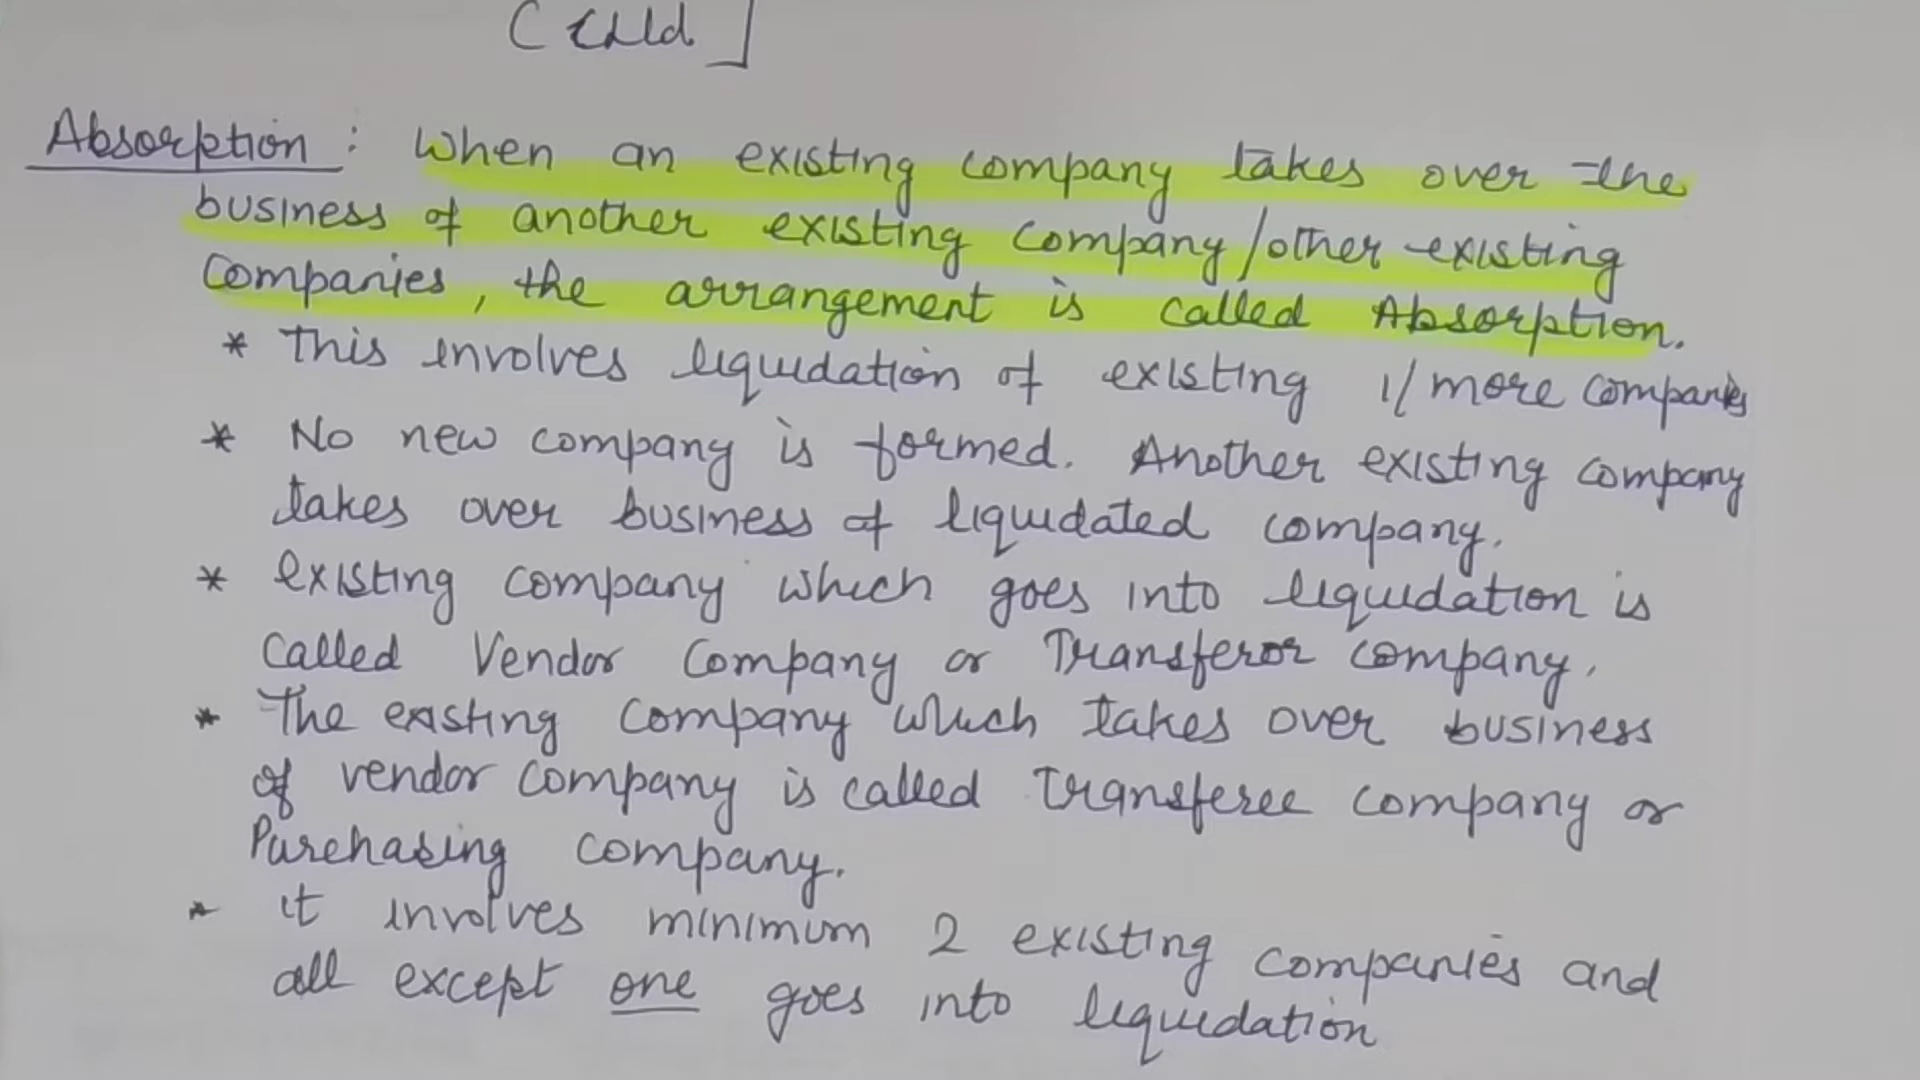 Absorption : When an existing company takes over the
business of another existing company/other existing
Companies, the arrangement is called Absorption.
* This involves liquidation of existing 1/more companies
* No new company is formed. Another existing company
takes over business of liquidated company.
* existing company which goes into liquidation is
called Vendor Company or Transferor company.
* The existing company which takes over business
of vendor company is called Transferee company or
Purchasing company.
* it involves minimum 2 existing companies and
all except one goes into liquidation